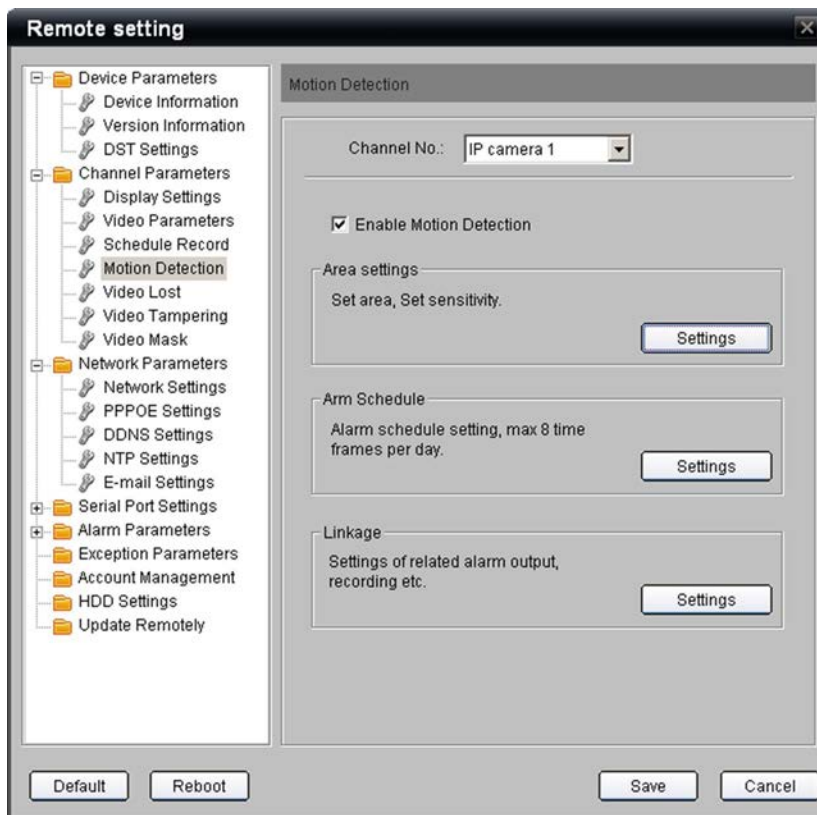 Remote setting
Device Parameters
Device Information
Version Information
DST Settings
Channel Parameters
Display Settings
Video Parameters
Schedule Record
Motion Detection
Video Lost
Video Tampering
Video Mask
Network Parameters
Network Settings
PPPOE Settings
DDNS Settings
NTP Settings
E-mail Settings
Serial Port Settings
Alarm Parameters
Exception Parameters
Account Management
HDD Settings
Update Remotely
Motion Detection
Channel No.: IP camera 1
Enable Motion Detection
Area settings
Set area, Set sensitivity.
Settings
Arm Schedule
Alarm schedule setting, max 8 time
frames per day.
Settings
Linkage
Settings of related alarm output,
recording etc.
Settings
Default Reboot Save Cancel